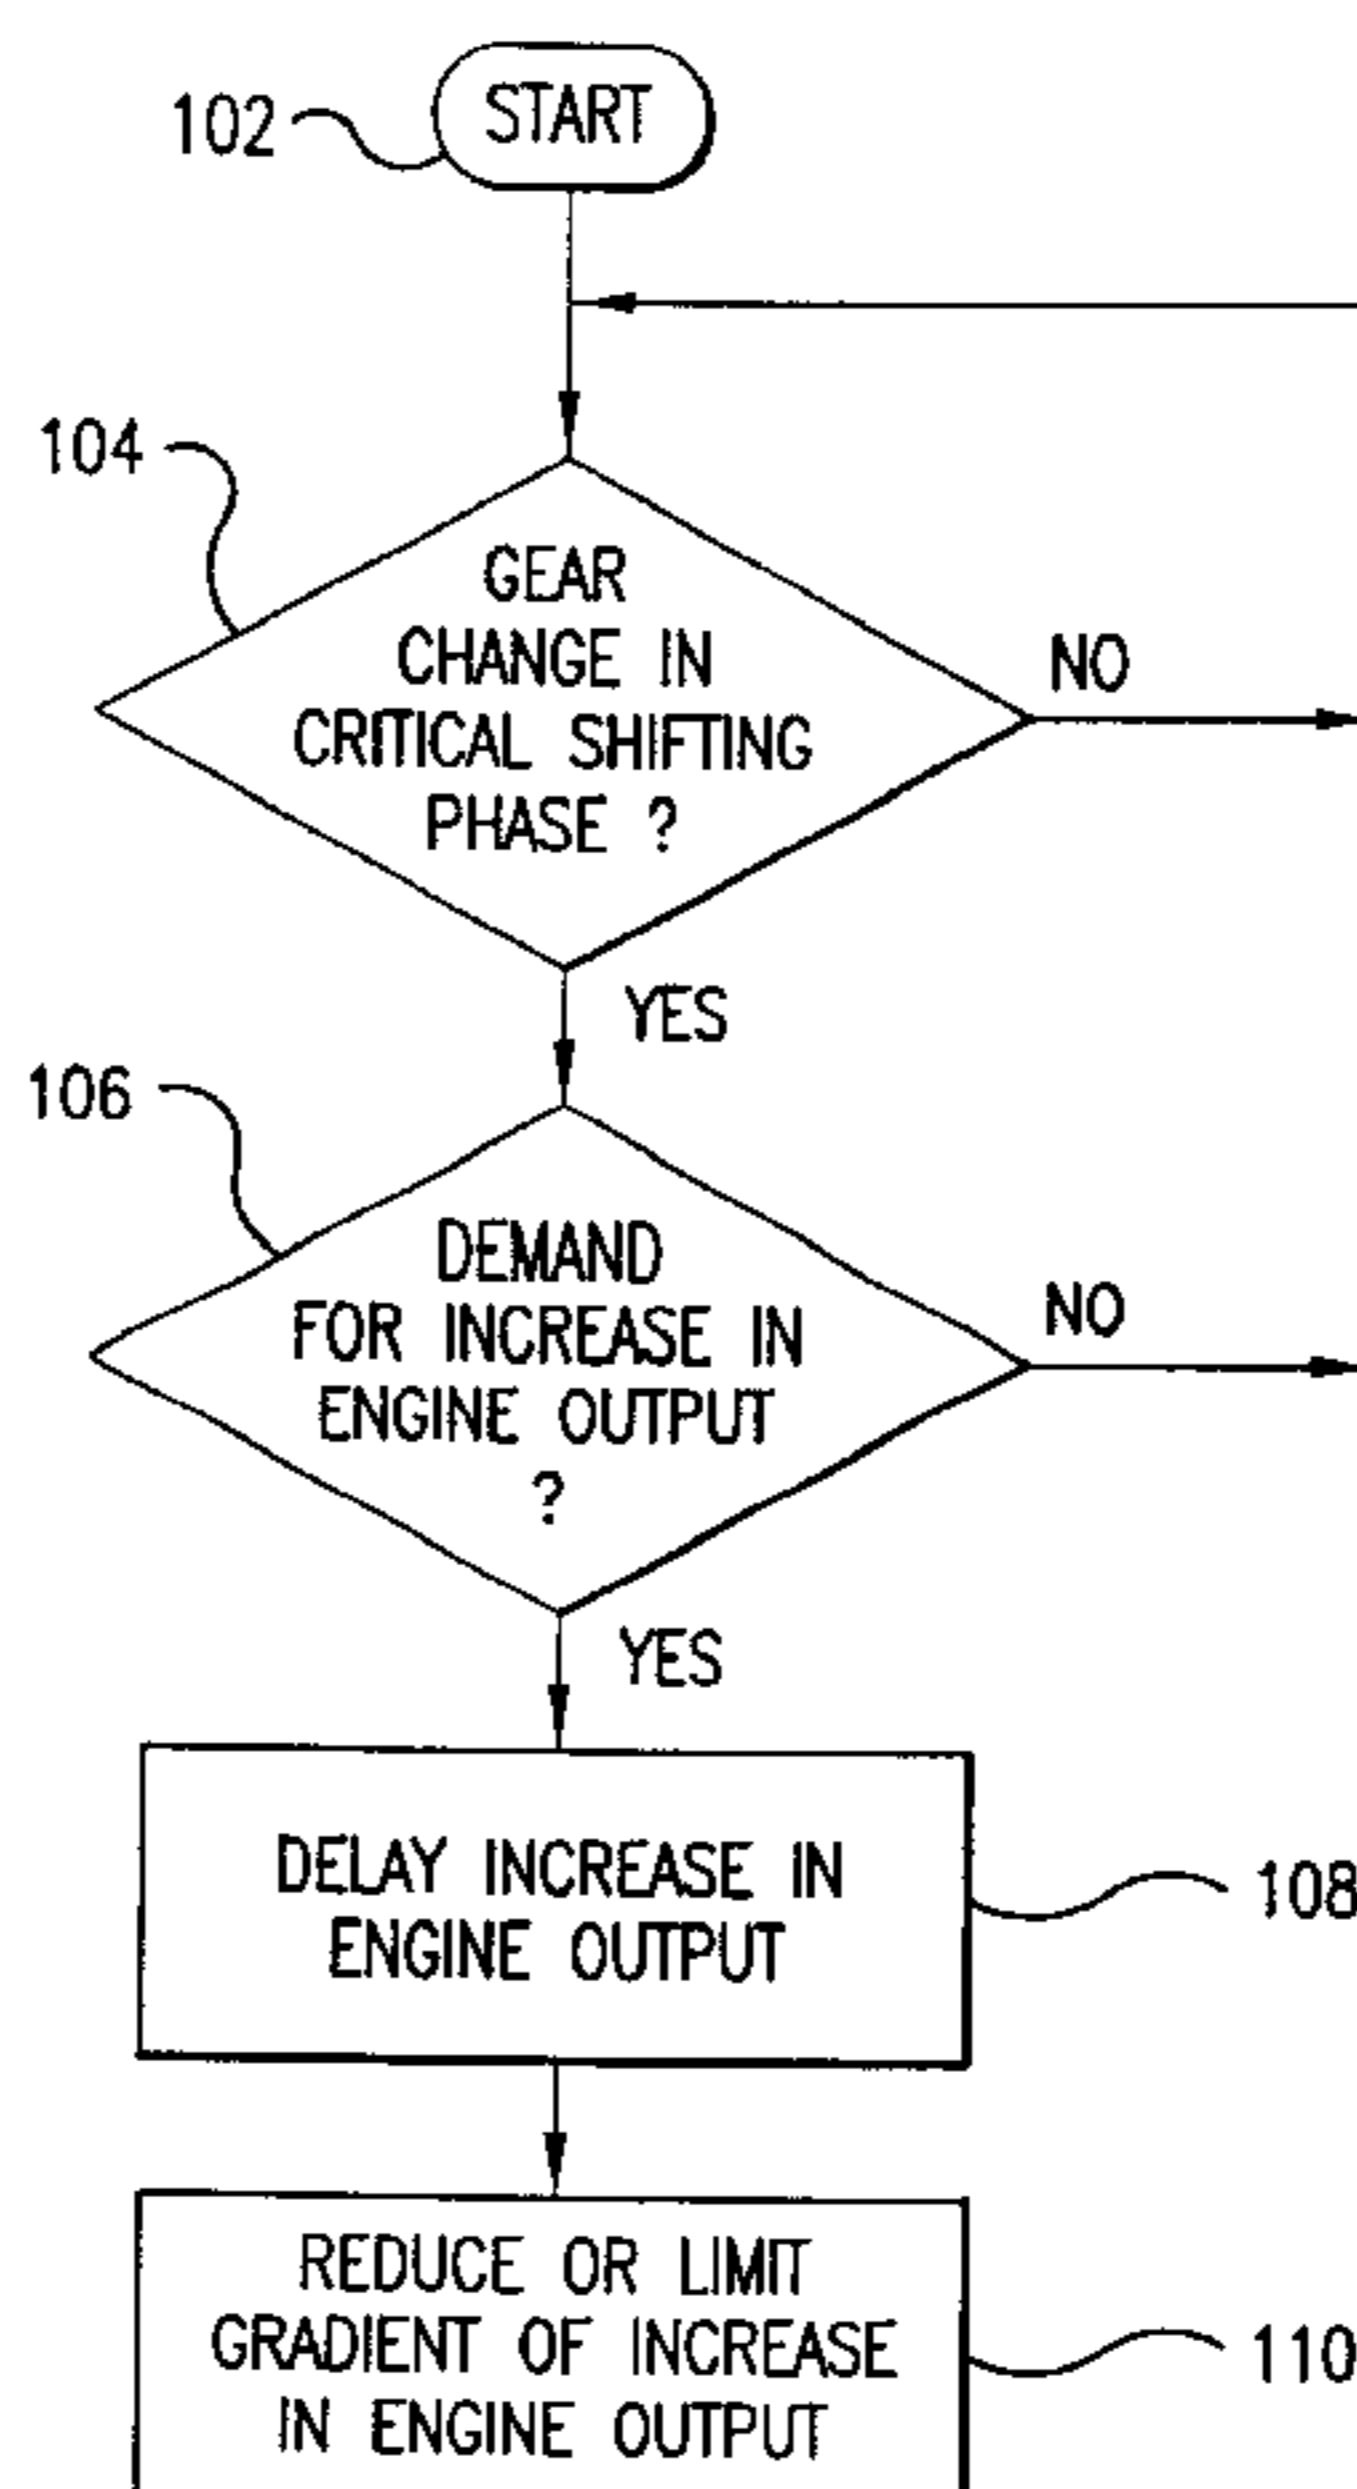 START
102
104
GEAR
CHANGE IN
CRITICAL SHIFTING
PHASE ?
NO
YES
106
DEMAND
FOR INCREASE IN
ENGINE OUTPUT
?
NO
YES
DELAY INCREASE IN
ENGINE OUTPUT
108
REDUCE OR LIMIT
GRADIENT OF INCREASE
IN ENGINE OUTPUT
110